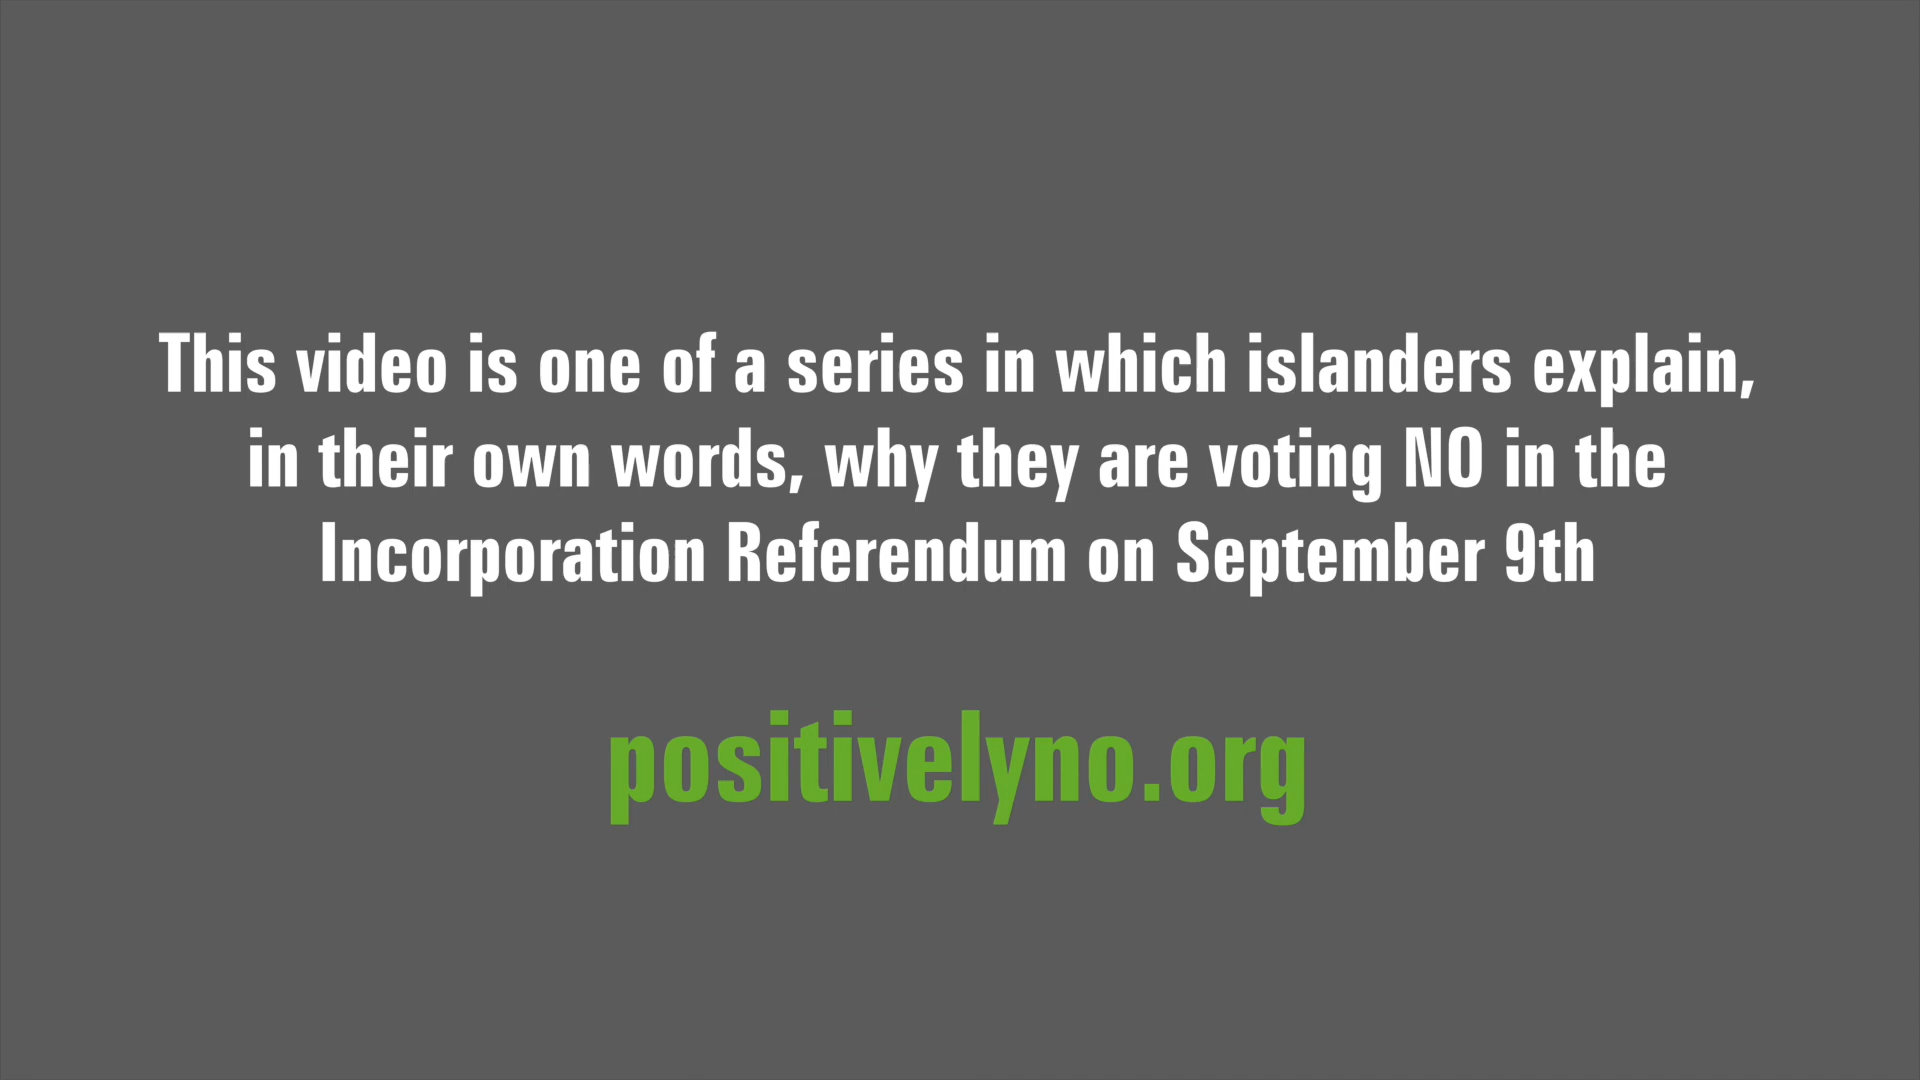 This video is one of a series in which islanders explain,
in their own words, why they are voting NO in the
Incorporation Referendum on September 9th
positivelyno.org